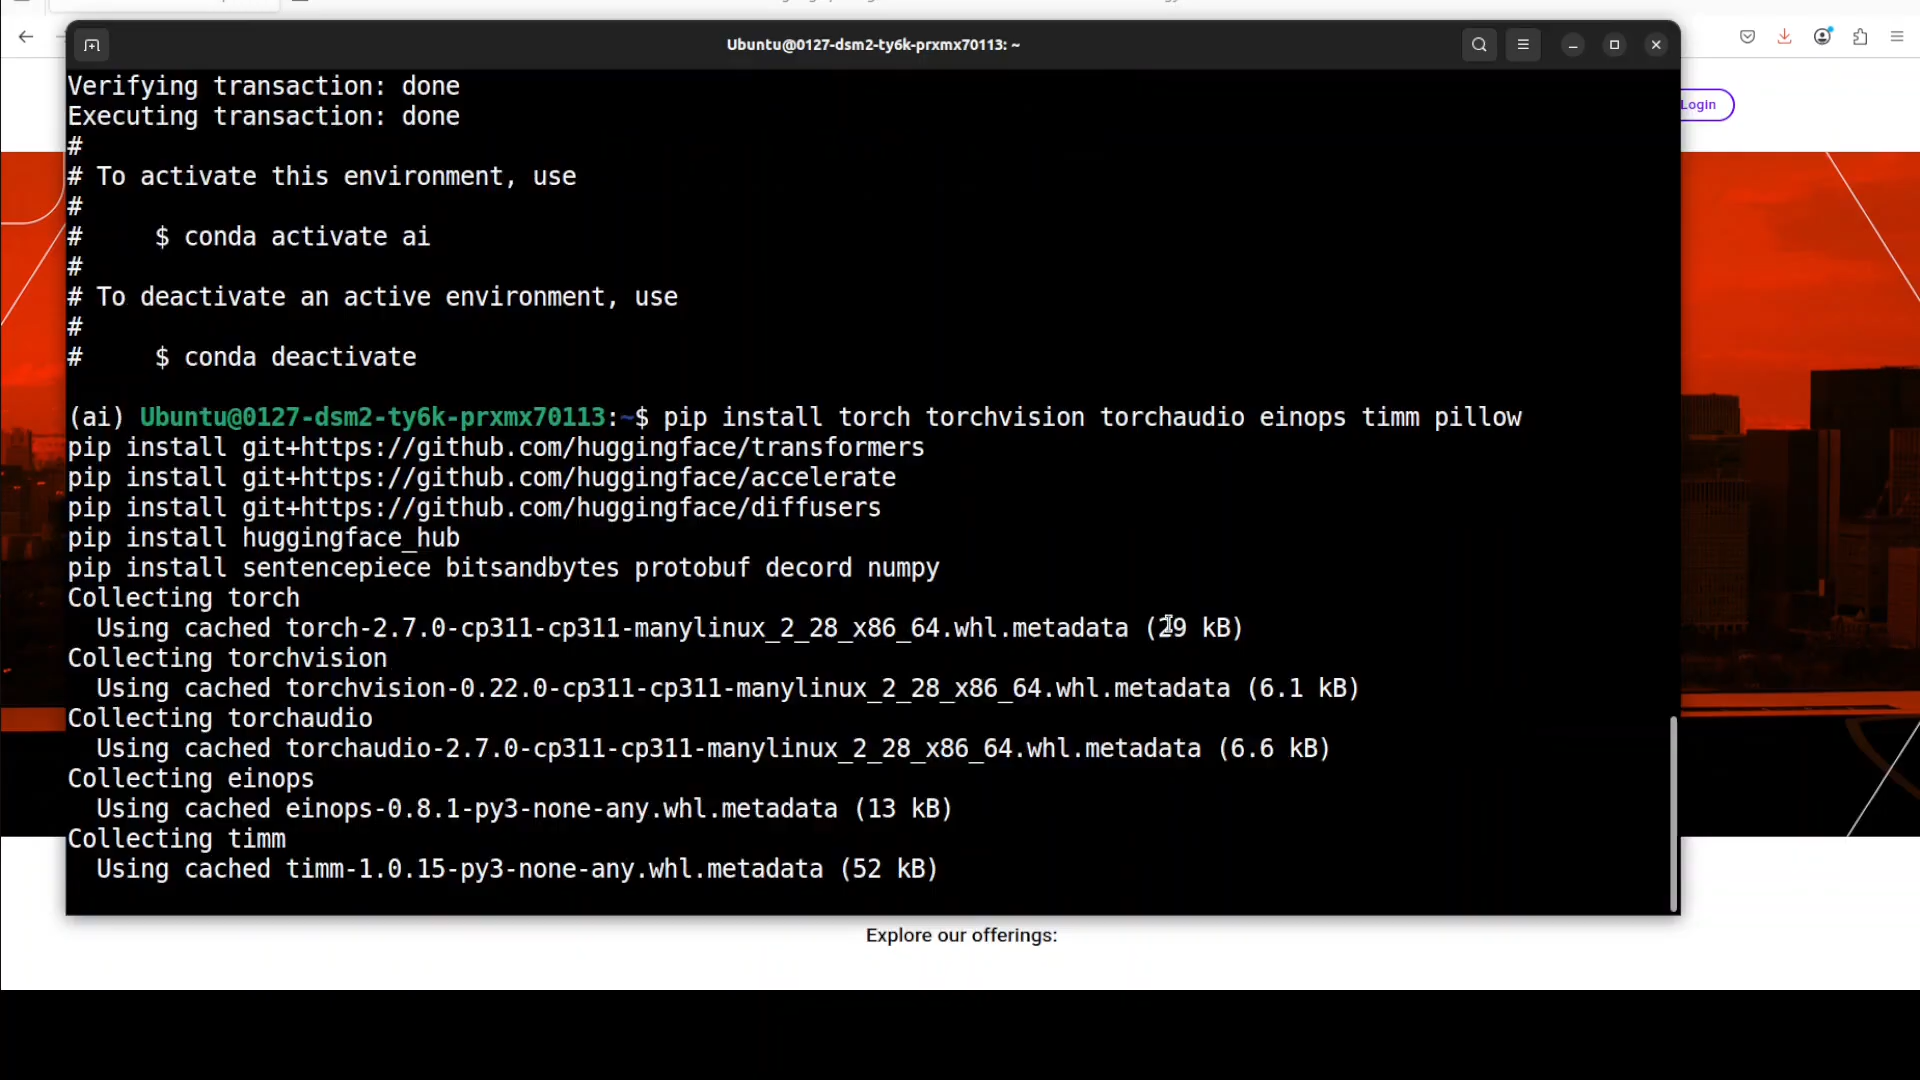 Ubuntu@0127-dsm2-ty6k-prxmx70113: ~
Login
Verifying transaction: done
Executing transaction: done
#
# To activate this environment, use
#
#     $ conda activate ai
#
# To deactivate an active environment, use
#
#     $ conda deactivate
(ai) Ubuntu@0127-dsm2-ty6k-prxmx70113:~$ pip install torch torchvision torchaudio einops timm pillow
pip install git+https://github.com/huggingface/transformers
pip install git+https://github.com/huggingface/accelerate
pip install git+https://github.com/huggingface/diffusers
pip install huggingface_hub
pip install sentencepiece bitsandbytes protobuf decord numpy
Collecting torch
  Using cached torch-2.7.0-cp311-cp311-manylinux_2_28_x86_64.whl.metadata (29 kB)
Collecting torchvision
  Using cached torchvision-0.22.0-cp311-cp311-manylinux_2_28_x86_64.whl.metadata (6.1 kB)
Collecting torchaudio
  Using cached torchaudio-2.7.0-cp311-cp311-manylinux_2_28_x86_64.whl.metadata (6.6 kB)
Collecting einops
  Using cached einops-0.8.1-py3-none-any.whl.metadata (13 kB)
Collecting timm
  Using cached timm-1.0.15-py3-none-any.whl.metadata (52 kB)
Explore our offerings: